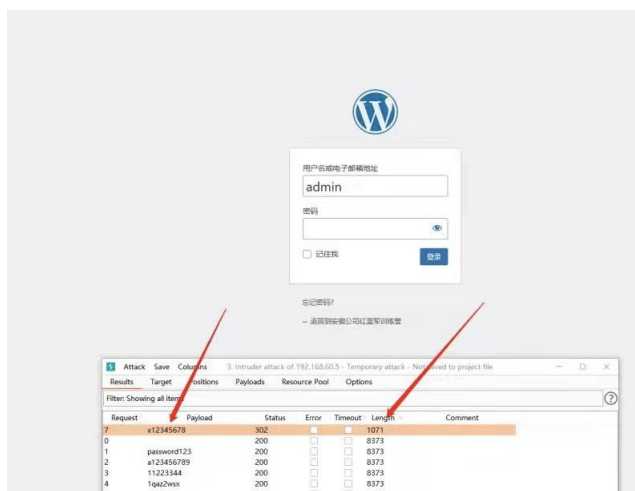 用户名或电子邮箱地址
admin
密码
记住我
登录
忘记密码?
Attack Save Columns 3. Intruder attack of 192.168.60.5 - Temporary attack - Not saved to project file
Results Target Positions Payloads Resource Pool Options
Filter: Showing all items
Request Payload Status Error Timeout Length Comment
7 x12345678 302 1071
0 200 8373
1 password123 200 8373
2 a123456789 200 8373
3 11223344 200 8373
4 1qaz2wsx 200 8373